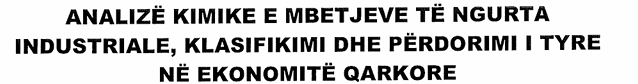 ANALIZË KIMIKE E MBETJEVE TË NGURTA
INDUSTRIALE, KLASIFIKIMI DHE PËRDORIMI I TYRE
NË EKONOMITË QARKORE